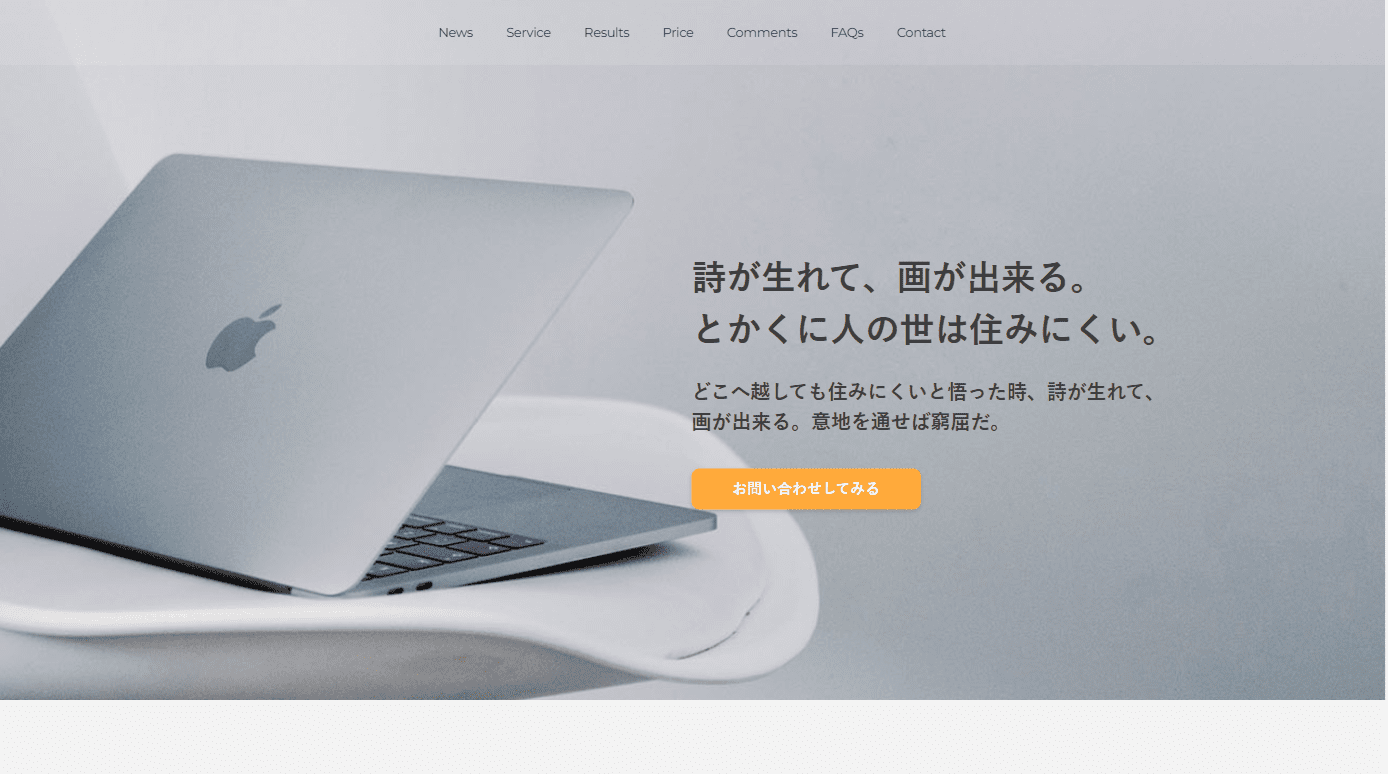 News Service Results Price Comments FAQs Contact
詩が生れて、画が出来る。
とかくに人の世は住みにくい。
どこへ越しても住みにくいと悟った時、詩が生れて、
画が出来る。意地を通せば窮屈だ。
お問い合わせしてみる